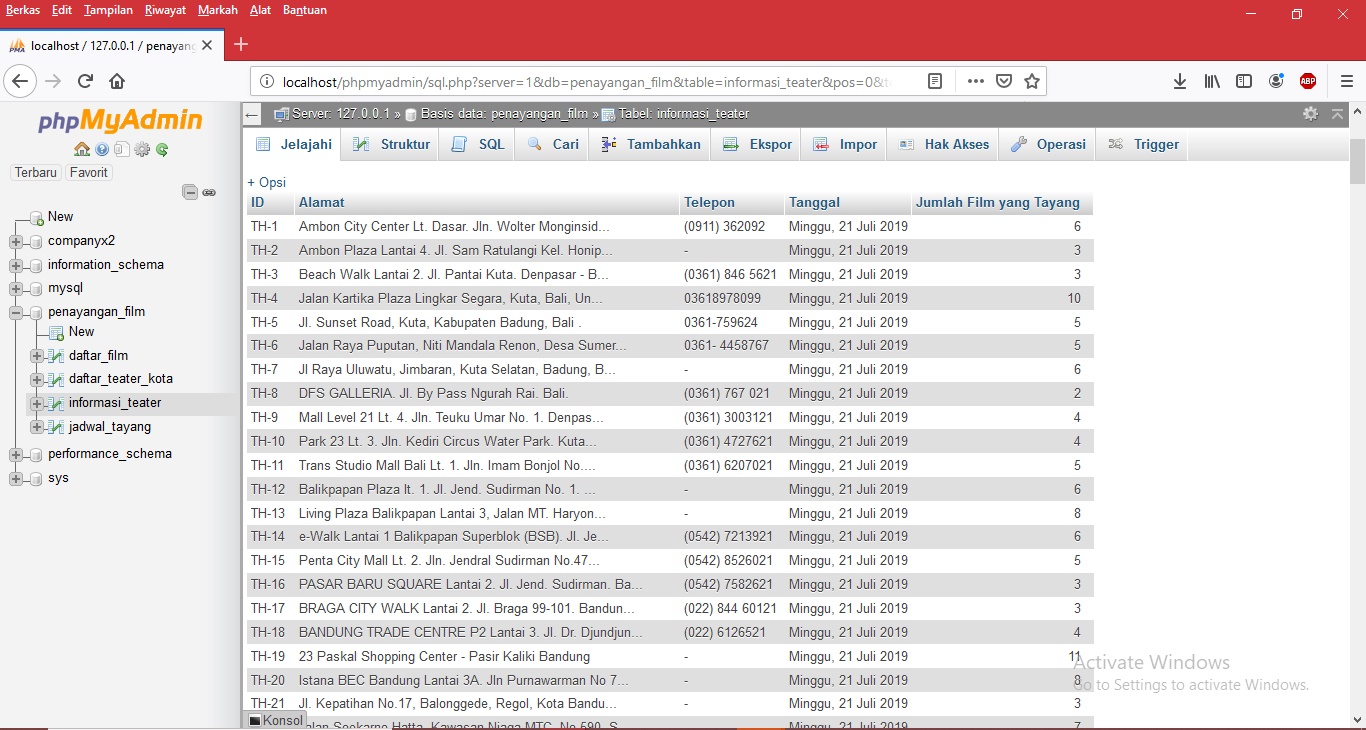 Berkas Edit Tampilan Riwayat Markah Alat Bantuan
PMA localhost / 127.0.0.1 / penayang
localhost/phpmyadmin/sql.php?server=1&db=penayangan_film&table=informasi_teater&pos=0&t
ABP
phpMyAdmin
Terbaru Favorit
New
companyx2
information_schema
mysql
penayangan_film
New
daftar_film
daftar_teater_kota
informasi_teater
jadwal_tayang
performance_schema
sys
Server: 127.0.0.1 » Basis data: penayangan_film » Tabel: informasi_teater
Jelajahi Struktur SQL Cari Tambahkan Ekspor Impor Hak Akses Operasi Trigger
+ Opsi
ID Alamat Telepon Tanggal Jumlah Film yang Tayang
TH-1 Ambon City Center Lt. Dasar. Jln. Wolter Monginsid... (0911) 362092 Minggu, 21 Juli 2019 6
TH-2 Ambon Plaza Lantai 4. Jl. Sam Ratulangi Kel. Honip... - Minggu, 21 Juli 2019 3
TH-3 Beach Walk Lantai 2. Jl. Pantai Kuta. Denpasar - B... (0361) 846 5621 Minggu, 21 Juli 2019 3
TH-4 Jalan Kartika Plaza Lingkar Segara, Kuta, Bali, Un... 03618978099 Minggu, 21 Juli 2019 10
TH-5 Jl. Sunset Road, Kuta, Kabupaten Badung, Bali . 0361-759624 Minggu, 21 Juli 2019 5
TH-6 Jalan Raya Puputan, Niti Mandala Renon, Desa Sumer... 0361- 4458767 Minggu, 21 Juli 2019 5
TH-7 Jl Raya Uluwatu, Jimbaran, Kuta Selatan, Badung, B... - Minggu, 21 Juli 2019 6
TH-8 DFS GALLERIA. Jl. By Pass Ngurah Rai. Bali. (0361) 767 021 Minggu, 21 Juli 2019 2
TH-9 Mall Level 21 Lt. 4. Jln. Teuku Umar No. 1. Denpas... (0361) 3003121 Minggu, 21 Juli 2019 4
TH-10 Park 23 Lt. 3. Jln. Kediri Circus Water Park. Kuta... (0361) 4727621 Minggu, 21 Juli 2019 4
TH-11 Trans Studio Mall Bali Lt. 1. Jln. Imam Bonjol No.... (0361) 6207021 Minggu, 21 Juli 2019 5
TH-12 Balikpapan Plaza lt. 1. Jl. Jend. Sudirman No. 1. ... - Minggu, 21 Juli 2019 6
TH-13 Living Plaza Balikpapan Lantai 3, Jalan MT. Haryon... - Minggu, 21 Juli 2019 8
TH-14 e-Walk Lantai 1 Balikpapan Superblok (BSB). Jl. Je... (0542) 7213921 Minggu, 21 Juli 2019 6
TH-15 Penta City Mall Lt. 2. Jln. Jendral Sudirman No.47... (0542) 8526021 Minggu, 21 Juli 2019 5
TH-16 PASAR BARU SQUARE Lantai 2. Jl. Jend. Sudirman. Ba... (0542) 7582621 Minggu, 21 Juli 2019 3
TH-17 BRAGA CITY WALK Lantai 2. Jl. Braga 99-101. Bandun... (022) 844 60121 Minggu, 21 Juli 2019 3
TH-18 BANDUNG TRADE CENTRE P2 Lantai 3. Jl. Dr. Djundjun... (022) 6126521 Minggu, 21 Juli 2019 4
TH-19 23 Paskal Shopping Center - Pasir Kaliki Bandung - Minggu, 21 Juli 2019 11
TH-20 Istana BEC Bandung Lantai 3A. Jln Purnawarman No 7... - Minggu, 21 Juli 2019 8
TH-21 Jl. Kepatihan No.17, Balonggede, Regol, Kota Bandu... - Minggu, 21 Juli 2019 3
alan Soekarno Hatta, Kawasan Niaga MTC, No 590, S Minggu, 21 Juli 2019 7
Konsol
Activate Windows
Go to Settings to activate Windows.